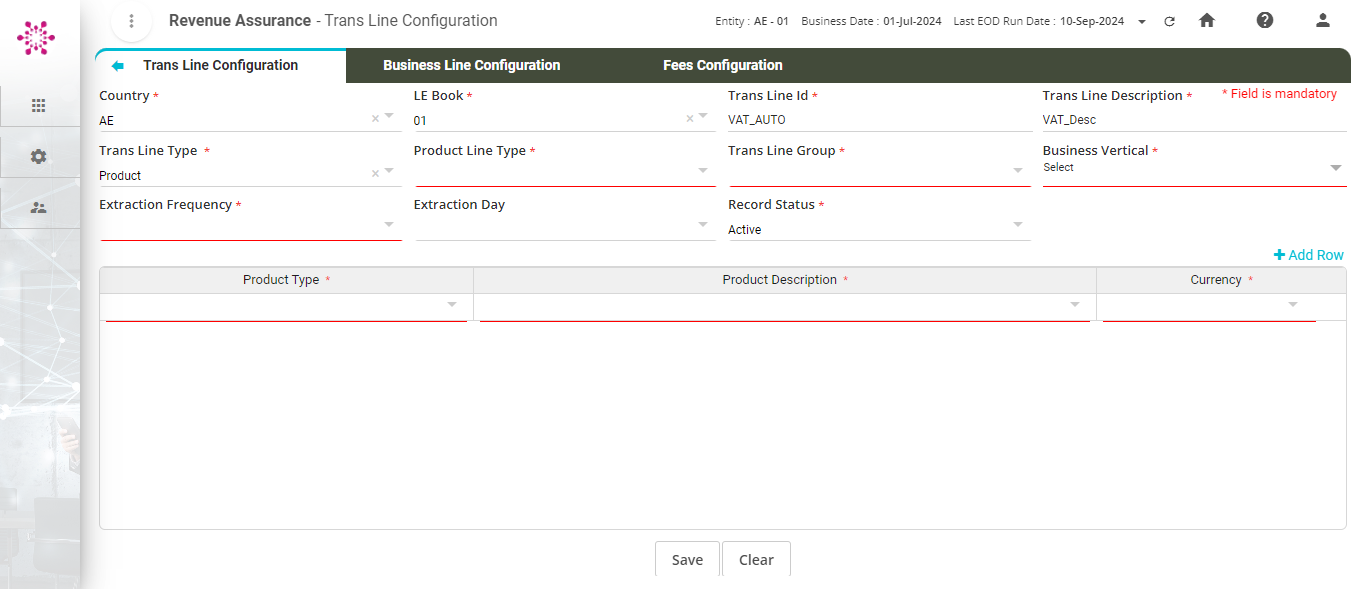 Revenue Assurance - Trans Line Configuration
Entity : AE - 01 Business Date : 01-Jul-2024 Last EOD Run Date : 10-Sep-2024
Trans Line Configuration Business Line Configuration Fees Configuration
* Field is mandatory
Country * LE Book * Trans Line Id * Trans Line Description *
AE 01 VAT_AUTO VAT_Desc
Trans Line Type * Product Line Type * Trans Line Group * Business Vertical *
Product Select
Extraction Frequency * Extraction Day Record Status *
Active
Add Row
Product Type * Product Description * Currency *
Save Clear